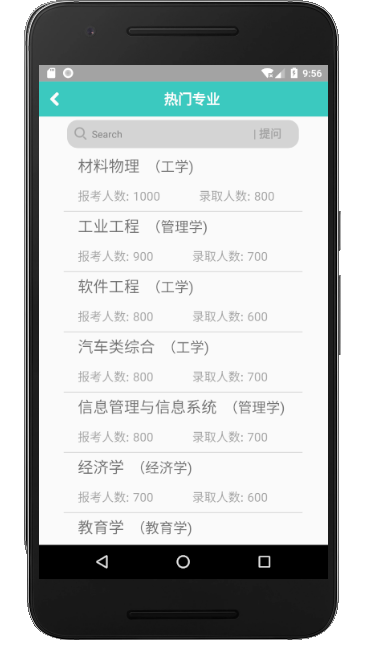 9:56
热门专业
Search | 提问
材料物理 （工学)
报考人数: 1000 录取人数: 800
工业工程 （管理学)
报考人数: 900 录取人数: 700
软件工程 （工学)
报考人数: 800 录取人数: 600
汽车类综合 （工学)
报考人数: 800 录取人数: 700
信息管理与信息系统 （管理学)
报考人数: 800 录取人数: 700
经济学 （经济学)
报考人数: 700 录取人数: 600
教育学 （教育学)